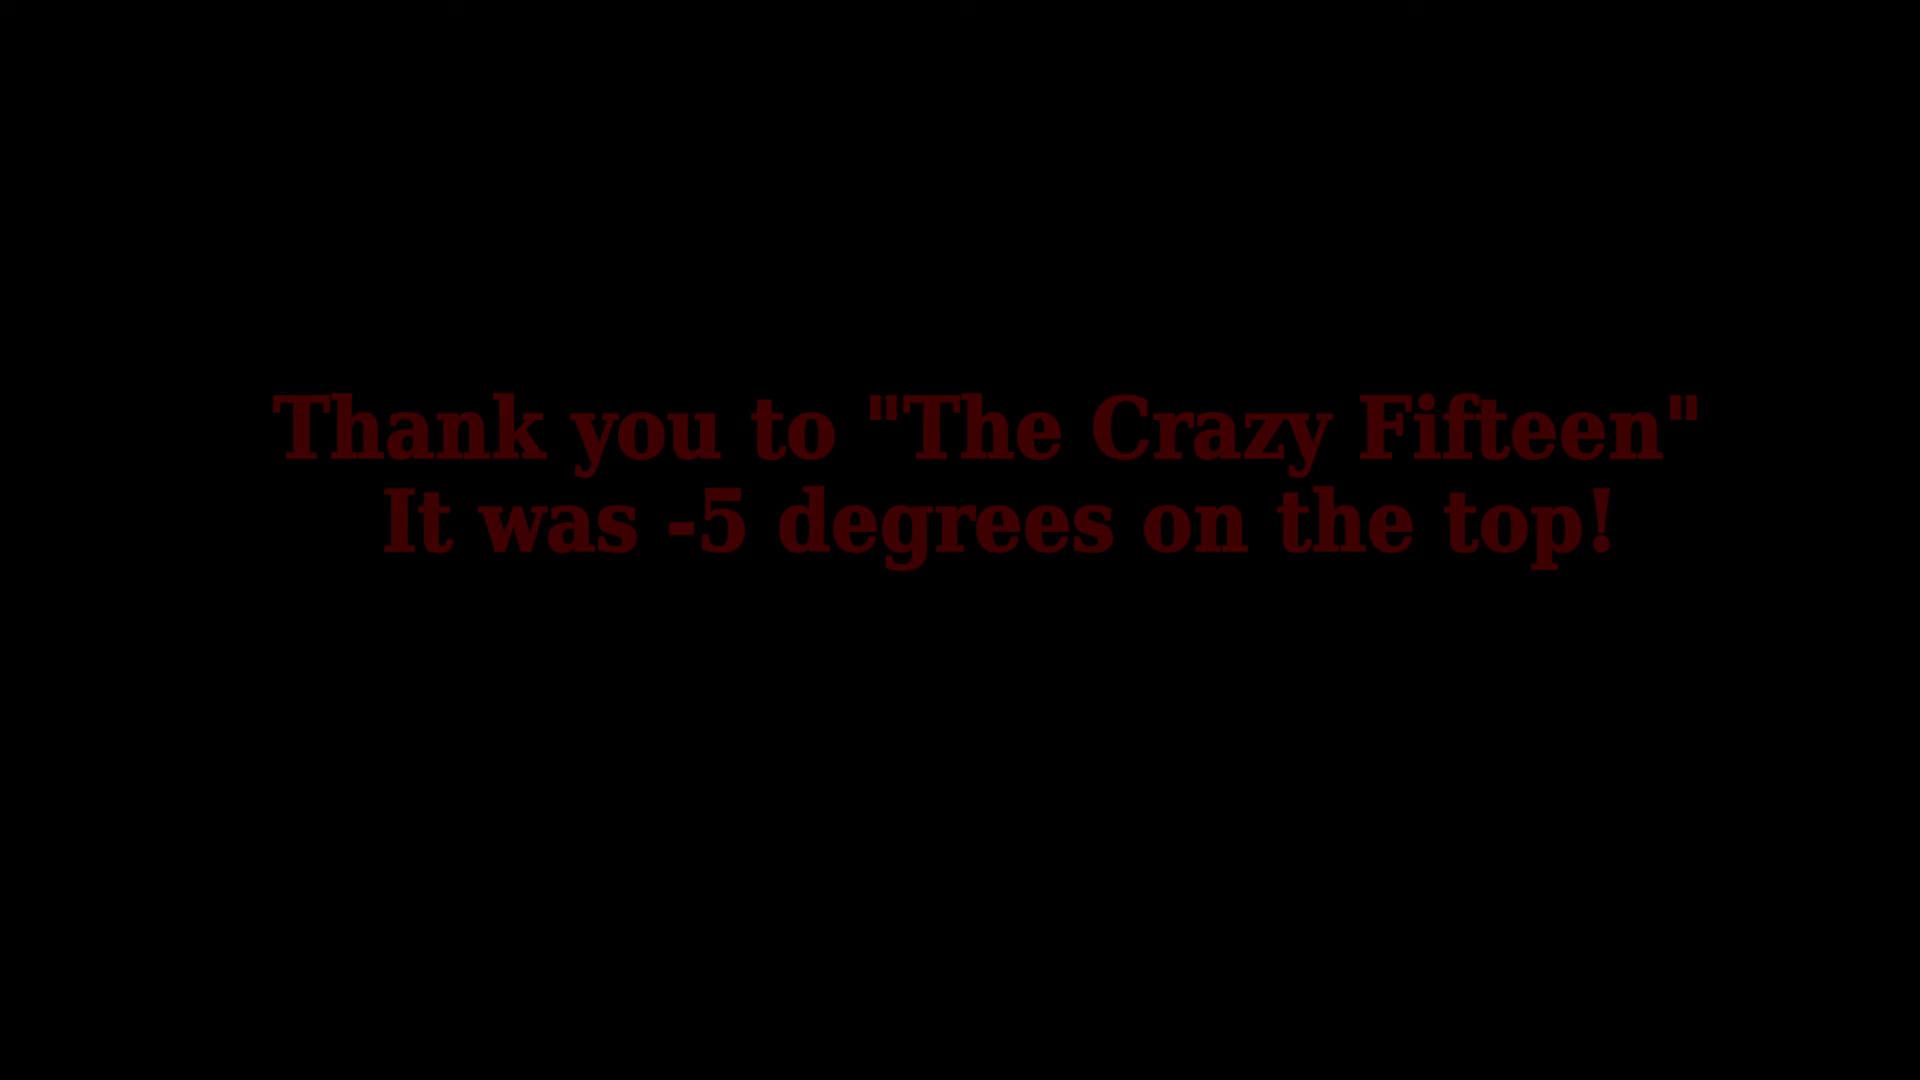 Thank you to "The Crazy Fifteen"
It was -5 degrees on the top!